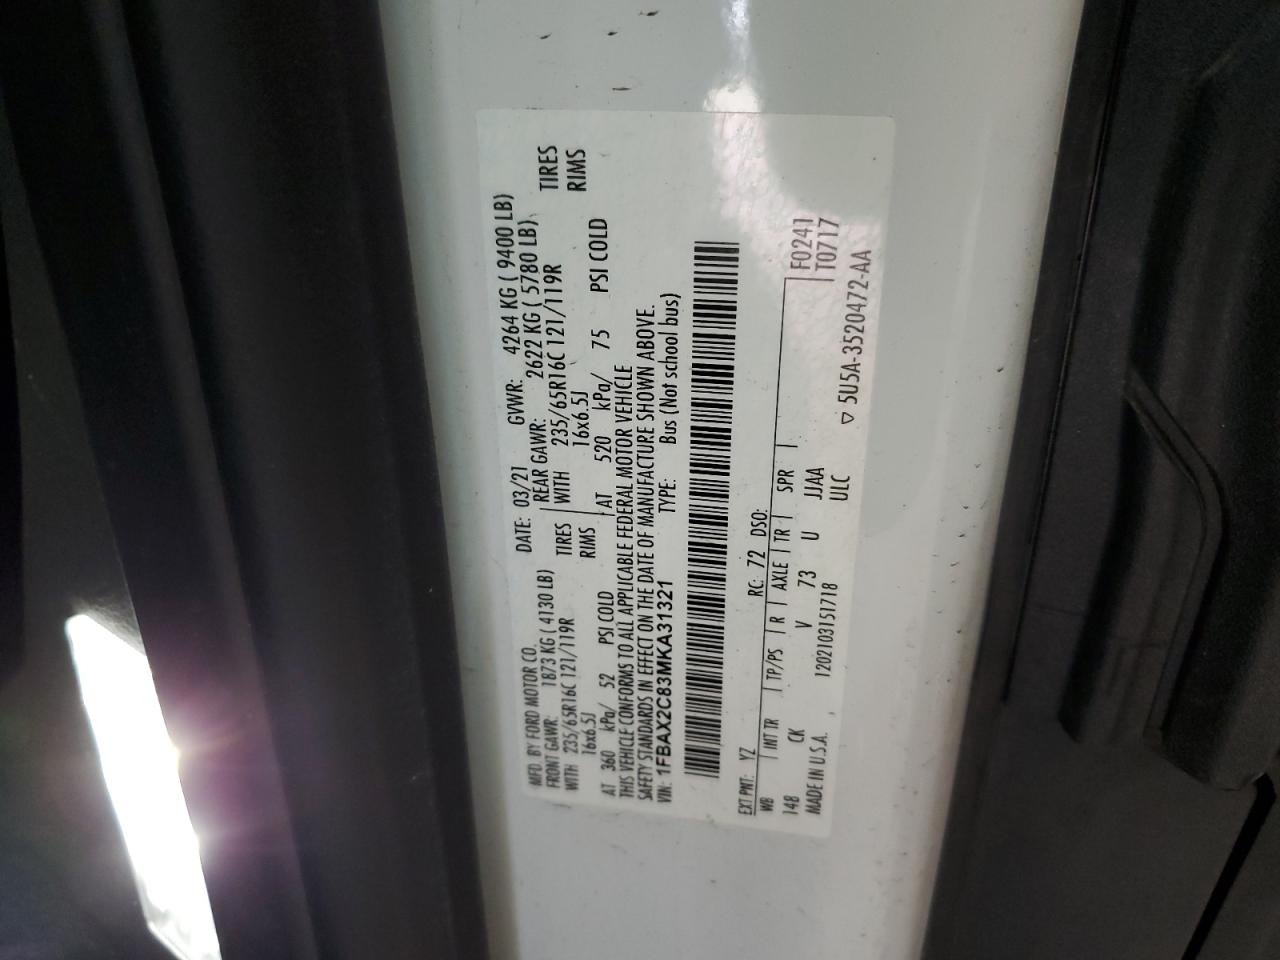 MFD. BY FORD MOTOR CO. DATE: 03/21 GVWR: 4264 KG ( 9400 LB)
FRONT GAWR: 1873 KG ( 4130 LB) REAR GAWR: 2622 KG ( 5780 LB)
WITH 235/65R16C 121/119R TIRES WITH 235/65R16C 121/119R TIRES
16x6.5J RIMS 16x6.5J RIMS
AT 360 kPa/ 52 PSI COLD AT 520 kPa/ 75 PSI COLD
THIS VEHICLE CONFORMS TO ALL APPLICABLE FEDERAL MOTOR VEHICLE
SAFETY STANDARDS IN EFFECT ON THE DATE OF MANUFACTURE SHOWN ABOVE.
VIN: 1FBAX2C83MKA31321 TYPE: Bus (Not school bus)
EXT PNT: YZ RC: 72 DSO:
WB INT TR TP/PS R AXLE TR SPR F0241
148 CK V 73 U JJAA T0717
MADE IN U.S.A. 120210315171​8 ULC
▽ 5U5A-3520472-AA